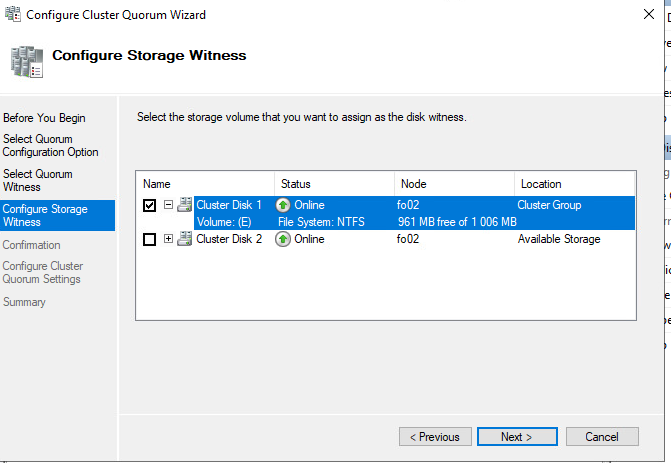 Configure Cluster Quorum Wizard
Configure Storage Witness
Before You Begin
Select Quorum
Configuration Option
Select Quorum
Witness
Configure Storage
Witness
Confirmation
Configure Cluster
Quorum Settings
Summary
Select the storage volume that you want to assign as the disk witness.
Name Status Node Location
Cluster Disk 1 Online fo02 Cluster Group
Volume: (E) File System: NTFS 961 MB free of 1 006 MB
Cluster Disk 2 Online fo02 Available Storage
< Previous Next > Cancel